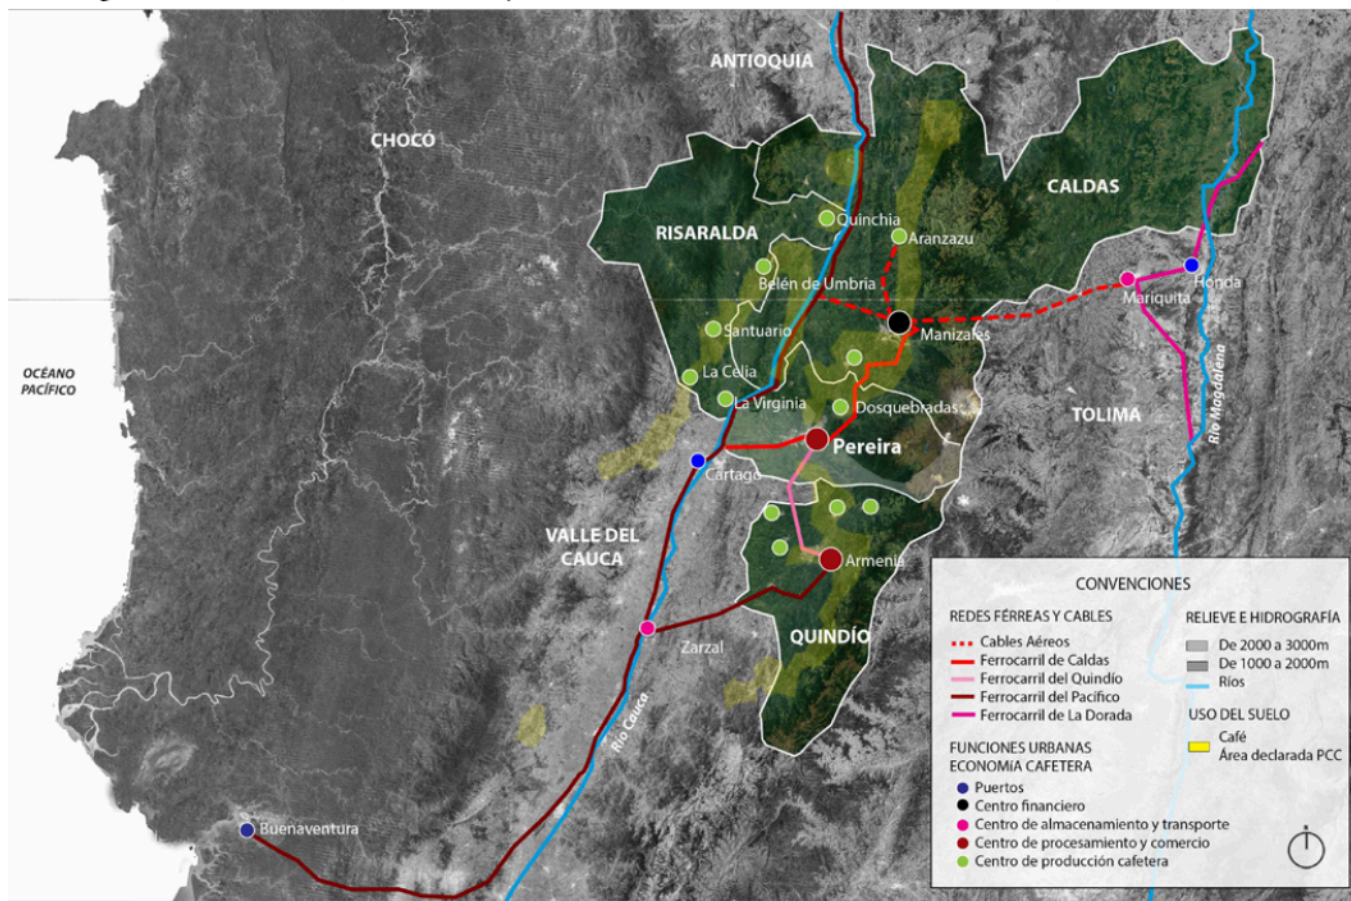 ANTIOQUIA
CHOCÓ
CALDAS
RISARALDA
Quinchia
Aranzazu
Belén de Umbria
Mariquita
Honda
Santuario
Manizales
OCÉANO
PACÍFICO
La Celia
La Virginia
Dosquebradas
TOLIMA
Río Magdalena
Pereira
Cartago
VALLE DEL
CAUCA
Armenia
QUINDÍO
Zarzal
Río Cauca
Buenaventura
CONVENCIONES
REDES FÉRREAS Y CABLES
Cables Aéreos
Ferrocarril de Caldas
Ferrocarril del Quindío
Ferrocarril del Pacífico
Ferrocarril de La Dorada
FUNCIONES URBANAS
ECONOMíA CAFETERA
Puertos
Centro financiero
Centro de almacenamiento y transporte
Centro de procesamiento y comercio
Centro de producción cafetera
RELIEVE E HIDROGRAFÍA
De 2000 a 3000m
De 1000 a 2000m
Ríos
USO DEL SUELO
Café
Área declarada PCC